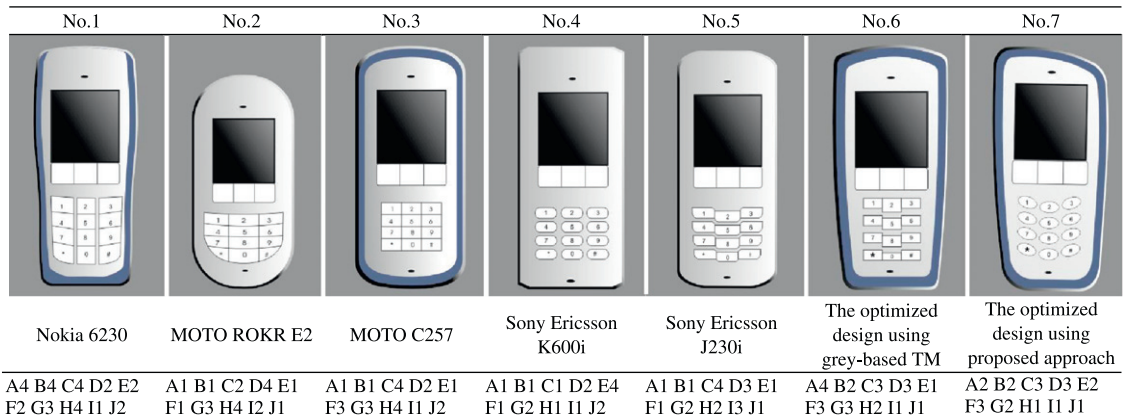 No.1 No.2 No.3 No.4 No.5 No.6 No.7
Nokia 6230
MOTO ROKR E2
MOTO C257
Sony Ericsson
K600i
Sony Ericsson
J230i
The optimized
design using
grey-based TM
The optimized
design using
proposed approach
A4 B4 C4 D2 E2
F2 G3 H4 I1 J2
A1 B1 C2 D4 E1
F1 G3 H4 I2 J1
A1 B1 C4 D2 E1
F3 G3 H4 I1 J2
A1 B1 C1 D2 E4
F1 G2 H1 I1 J2
A1 B1 C4 D3 E1
F1 G2 H2 I3 J1
A4 B2 C3 D3 E1
F3 G3 H2 I1 J1
A2 B2 C3 D3 E2
F3 G2 H1 I1 J1